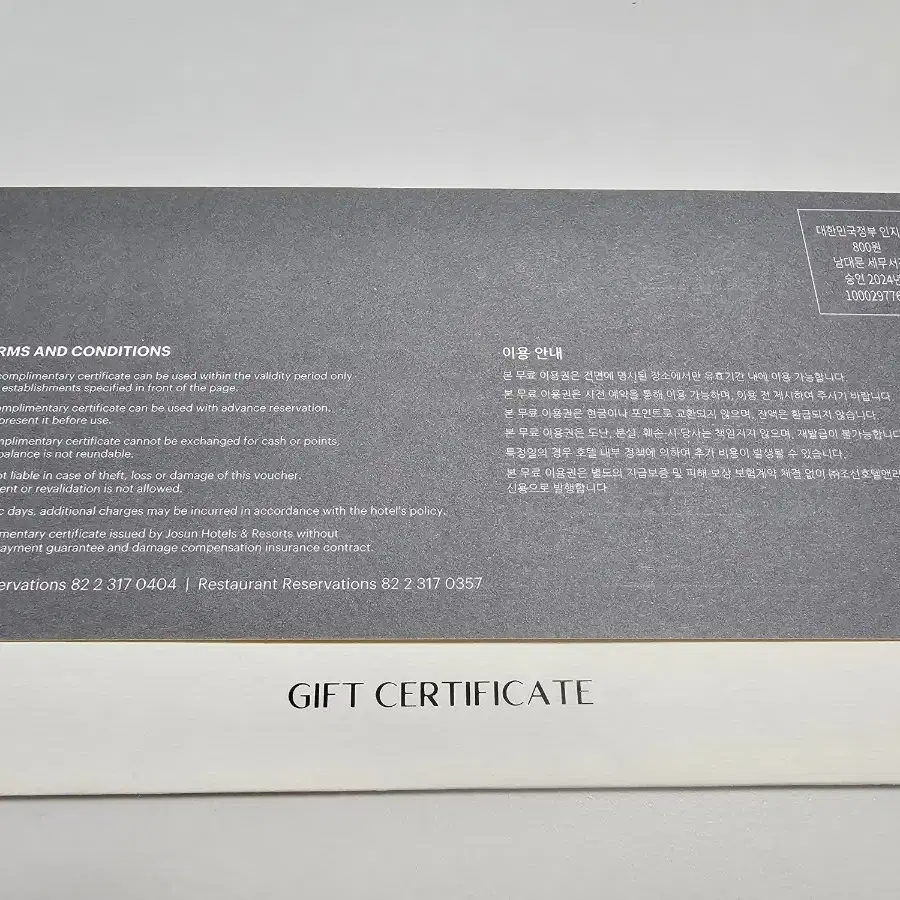 대한민국정부 인지
800원
남대문 세무서
승인 2024년
10002977
RMS AND CONDITIONS
complimentary certificate can be used within the validity period only
establishments specified in front of the page.
mplimentary certificate can be used with advance reservation.
present it before use.
mplimentary certificate cannot be exchanged for cash or points,
balance is nonreundable.
ot liable in case of theft, loss or damage of this voucher.
ent or revalidation is not allowed.
c days, additional charges may be incurred in accordance with the hotel's policy.
mentary certificate issued by Josun Hotels & Resorts without
ayment guarantee and damage compensation insurance contract.
ervations 82 2 317 0404 | Restaurant Reservations 82 2 317 0357
이용 안내
본 무료 이용권은 전면에 명시된 장소에서만 유효기간 내에 이용 가능합니다.
본 무료 이용권은 사전 예약을 통해 이용 가능하며, 이용 전 제시하여 주시기 바랍니다
본 무료 이용권은 현금이나 포인트로 교환되지 않으며, 잔액은 환급되지 않습니다.
본 무료 이용권은 도난, 분실, 훼손 시 당사는 책임지지 않으며, 재발급이 불가능합니다
특정일의 경우 호텔 내부 정책에 의하여 추가 비용이 발생될 수 있습니다.
본 무료 이용권은 별도의 지급보증 및 피해 보상 보험계약 체결 없이 ㈜조선호텔앤리
신용으로 발행합니다
GIFT CERTIFICATE